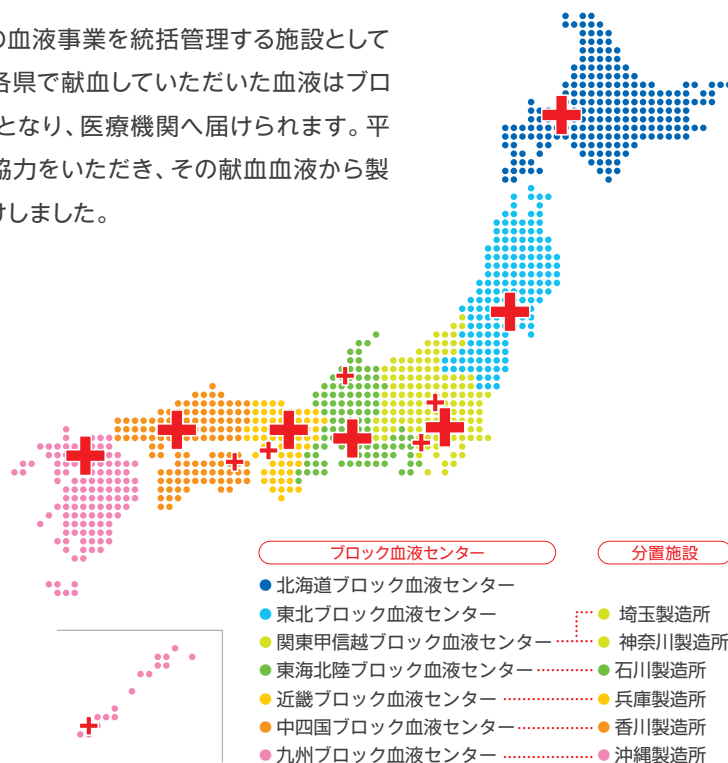 の血液事業を統括管理する施設として
各県で献血していただいた血液はブロ
となり、医療機関へ届けられます。平
協力をいただき、その献血血液から製
けしました。
ブロック血液センター
分置施設
北海道ブロック血液センター
東北ブロック血液センター
埼玉製造所
関東甲信越ブロック血液センター
神奈川製造所
東海北陸ブロック血液センター
石川製造所
近畿ブロック血液センター
兵庫製造所
中四国ブロック血液センター
香川製造所
九州ブロック血液センター
沖縄製造所